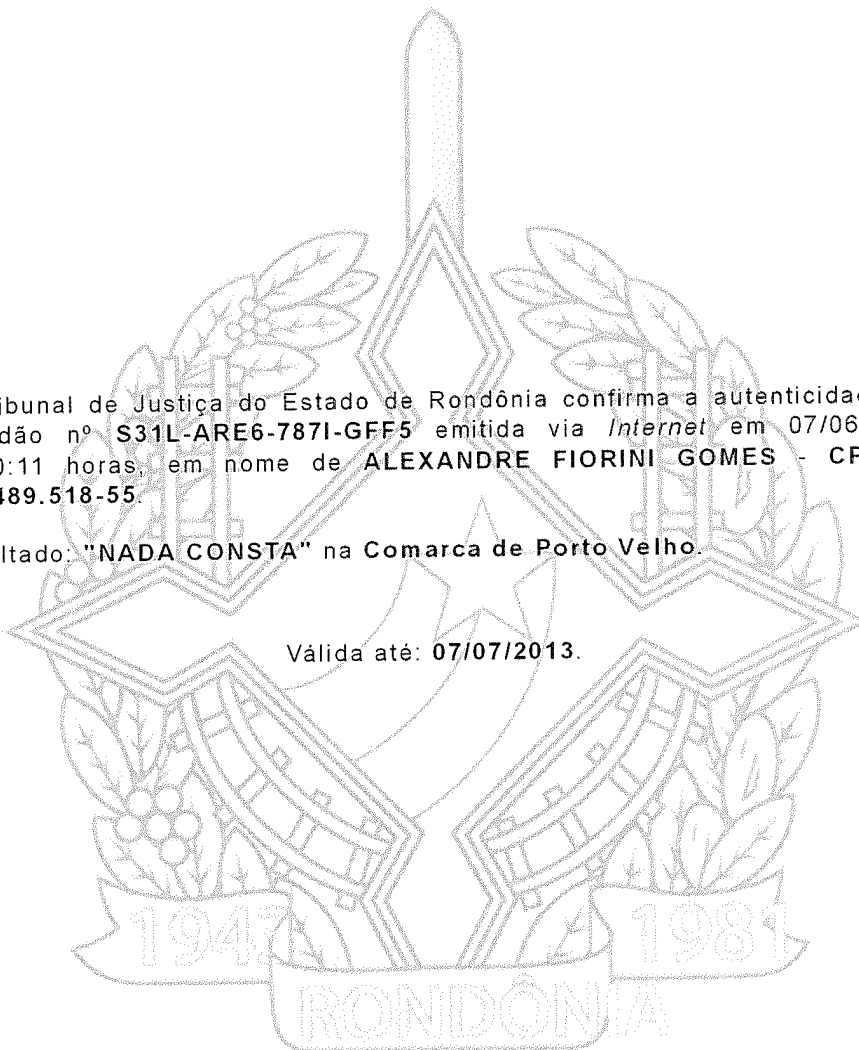 ibunal de Justiça do Estado de Rondônia confirma a autenticida
dão nº S31L-ARE6-787I-GFF5 emitida via Internet em 07/06
0:11 horas, em nome de ALEXANDRE FIORINI GOMES - CP
489.518-55.
ltado: "NADA CONSTA" na Comarca de Porto Velho.
Válida até: 07/07/2013.
1943 1981
RONDÔNIA